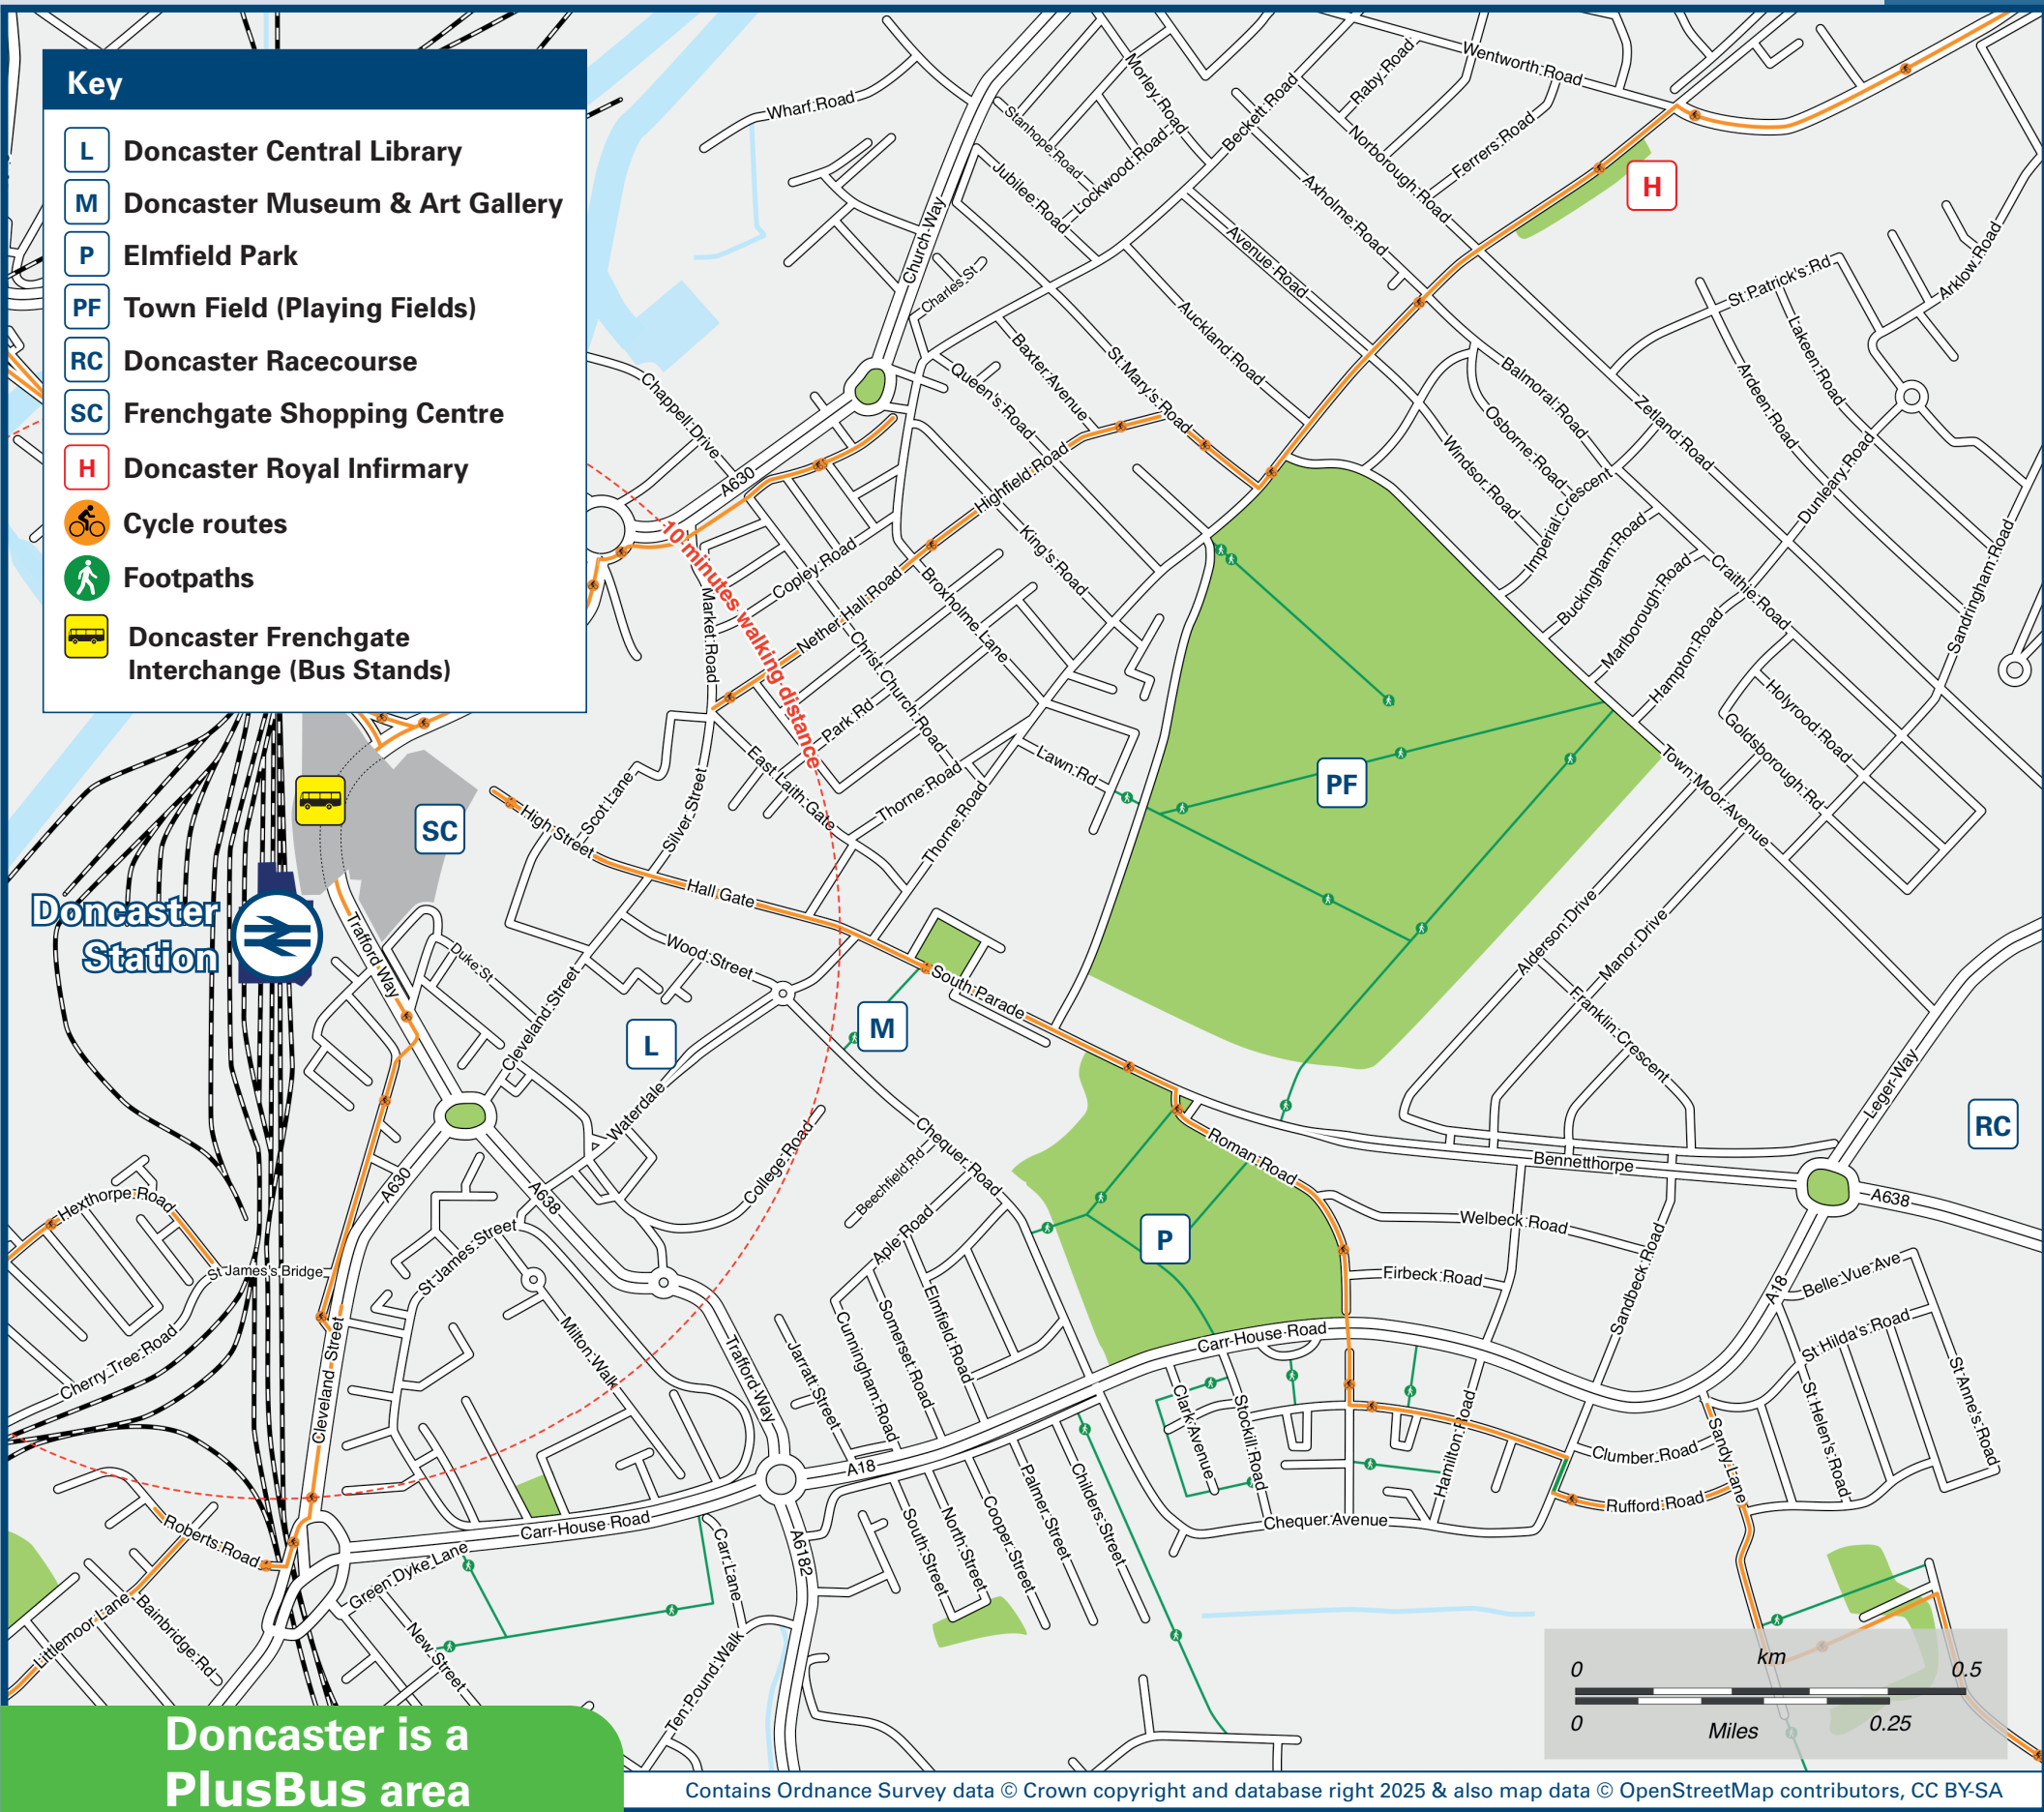 Key
L Doncaster Central Library
M Doncaster Museum & Art Gallery
P Elmfield Park
PF Town Field (Playing Fields)
RC Doncaster Racecourse
SC Frenchgate Shopping Centre
H Doncaster Royal Infirmary
Cycle routes
Footpaths
Doncaster Frenchgate
Interchange (Bus Stands)
Wharf Road
Church Way
Stanhope Road
Morley Road
Lockwood Road
Jubilee Road
Beckett Road
Raby Road
Wentworth Road
Norborough Road
Ferrers Road
Axholme Road
Avenue Road
H
Charles St
Auckland Road
St Patrick's Rd
Arklow Road
Lakeen Road
Ardeen Road
Chappell Drive
Queen's Road
Baxter Avenue
St Mary's Road
Balmoral Road
Zetland Road
Osborne Road
Windsor Road
Imperial Crescent
Dunleary Road
A630
Highfield Road
10 minutes walking distance
King's Road
Copley Road
Market Road
Nether Hall Road
Broxholme Lane
Christ Church Road
Buckingham Road
Marlborough Road
Craithie Road
Hampton Road
Sandringham Road
Holyrood Road
Goldsborough Rd
Park Rd
East Laith Gate
Thorne Road
Thorne Road
Lawn Rd
PF
Town Moor Avenue
Scot Lane
Silver Street
High Street
SC
Hall Gate
Doncaster
Station
Trafford Way
Duke St
Wood Street
Cleveland Street
South Parade
Alderson Drive
Manor Drive
Franklin Crescent
L
M
Waterdale
Leger Way
RC
College Road
Chequer Road
Beechfield Rd
Roman Road
Bennetthorpe
A638
A630
A638
Hexthorpe Road
St James's Bridge
St James Street
Aple Road
P
Welbeck Road
Firbeck Road
Sandbeck Road
A18
Belle Vue Ave
St Hilda's Road
St Anne's Road
St Helen's Road
Cherry Tree Road
Cleveland Street
Milton Walk
Trafford Way
Jarratt Street
Cunningham Road
Somerset Road
Elmfield Road
Carr House Road
Clark Avenue
Stockill Road
Hamilton Road
Clumber Road
Sandy Lane
Rufford Road
Chequer Avenue
A18
Carr House Road
Roberts Road
Green Dyke Lane
Carr Lane
A6182
South Street
North Street
Cooper Street
Palmer Street
Childers Street
Littlemoor Lane
Bainbridge Rd
New Street
Ten Pound Walk
km
0 0.5
0 Miles 0.25
Doncaster is a
PlusBus area
Contains Ordnance Survey data © Crown copyright and database right 2025 & also map data © OpenStreetMap contributors, CC BY-SA